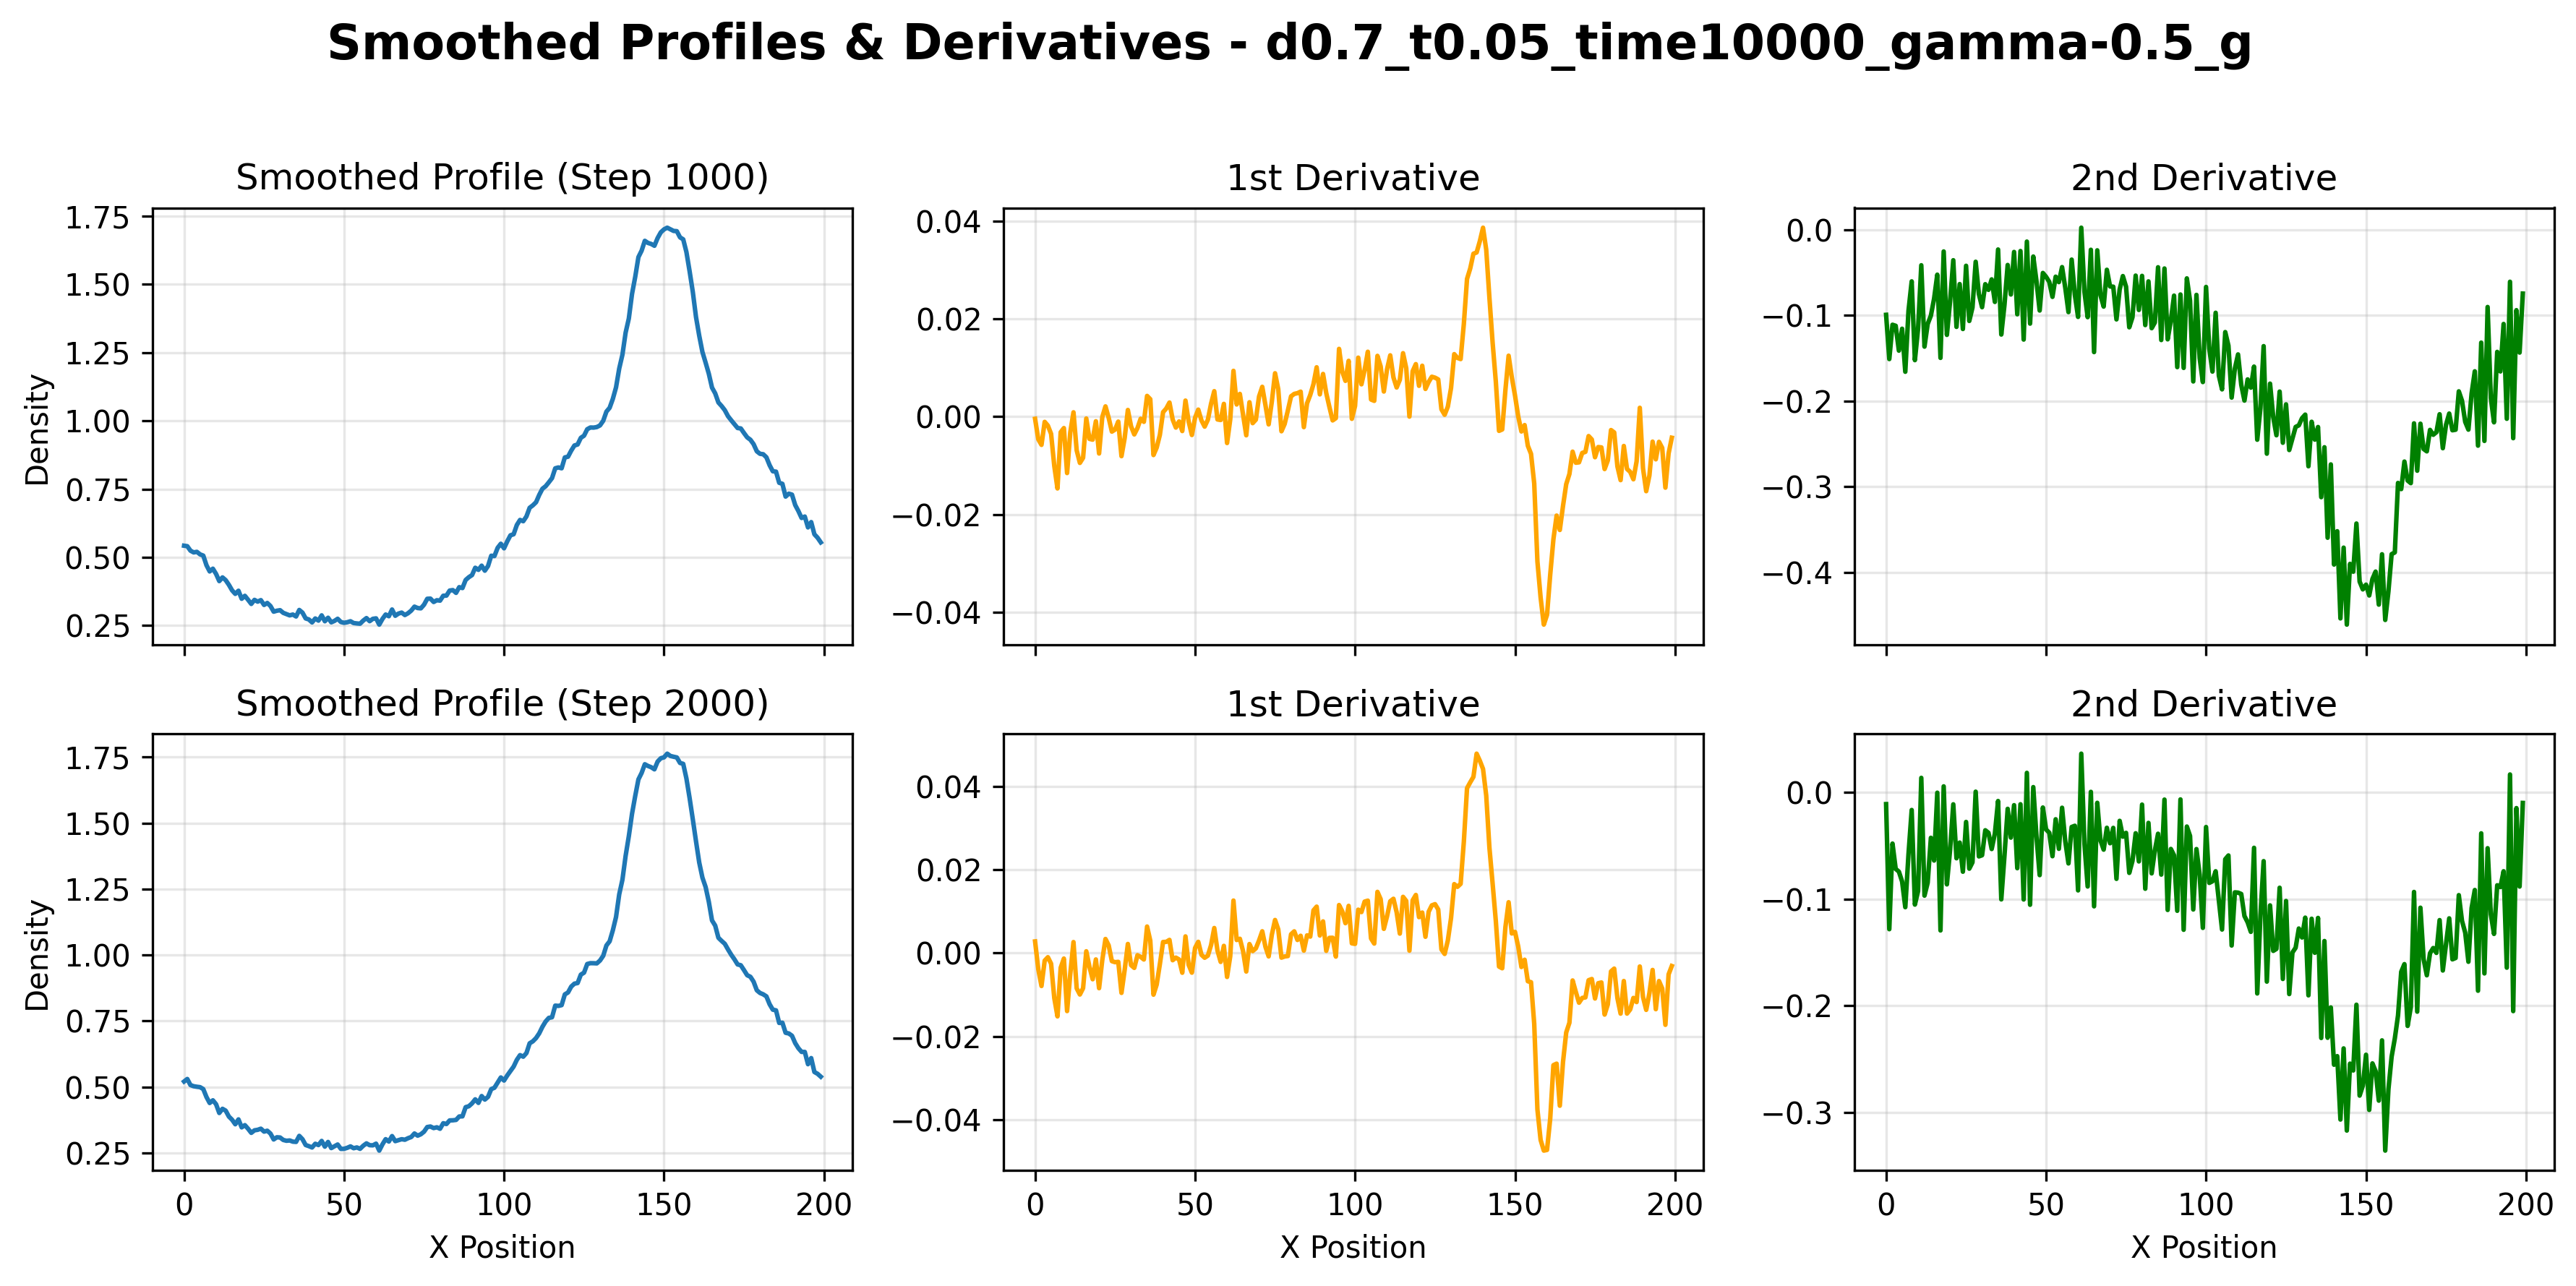 Smoothed Profiles & Derivatives - d0.7_t0.05_time10000_gamma-0.5_g
Smoothed Profile (Step 1000)
1.75
1.50
1.25
1.00
0.75
0.50
0.25
Density
1st Derivative
0.04
0.02
0.00
−0.02
−0.04
2nd Derivative
0.0
−0.1
−0.2
−0.3
−0.4
Smoothed Profile (Step 2000)
1.75
1.50
1.25
1.00
0.75
0.50
0.25
Density
0 50 100 150 200
X Position
1st Derivative
0.04
0.02
0.00
−0.02
−0.04
0 50 100 150 200
X Position
2nd Derivative
0.0
−0.1
−0.2
−0.3
0 50 100 150 200
X Position